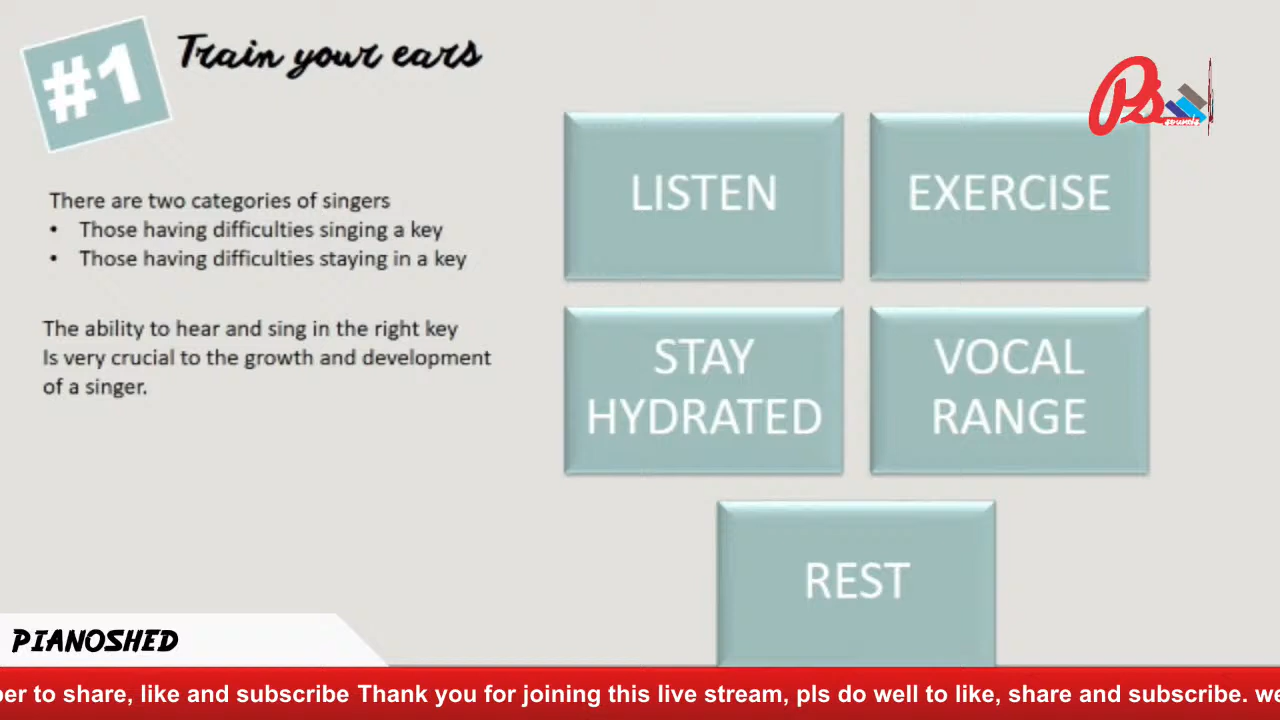 #1
Train your ears
Ps
sounds
There are two categories of singers
• Those having difficulties singing a key
• Those having difficulties staying in a key
The ability to hear and sing in the right key
Is very crucial to the growth and development
of a singer.
LISTEN
EXERCISE
STAY
HYDRATED
VOCAL
RANGE
REST
PIANOSHED
to share, like and subscribe Thank you for joining this live stream, pls do well to like, share and subscribe.